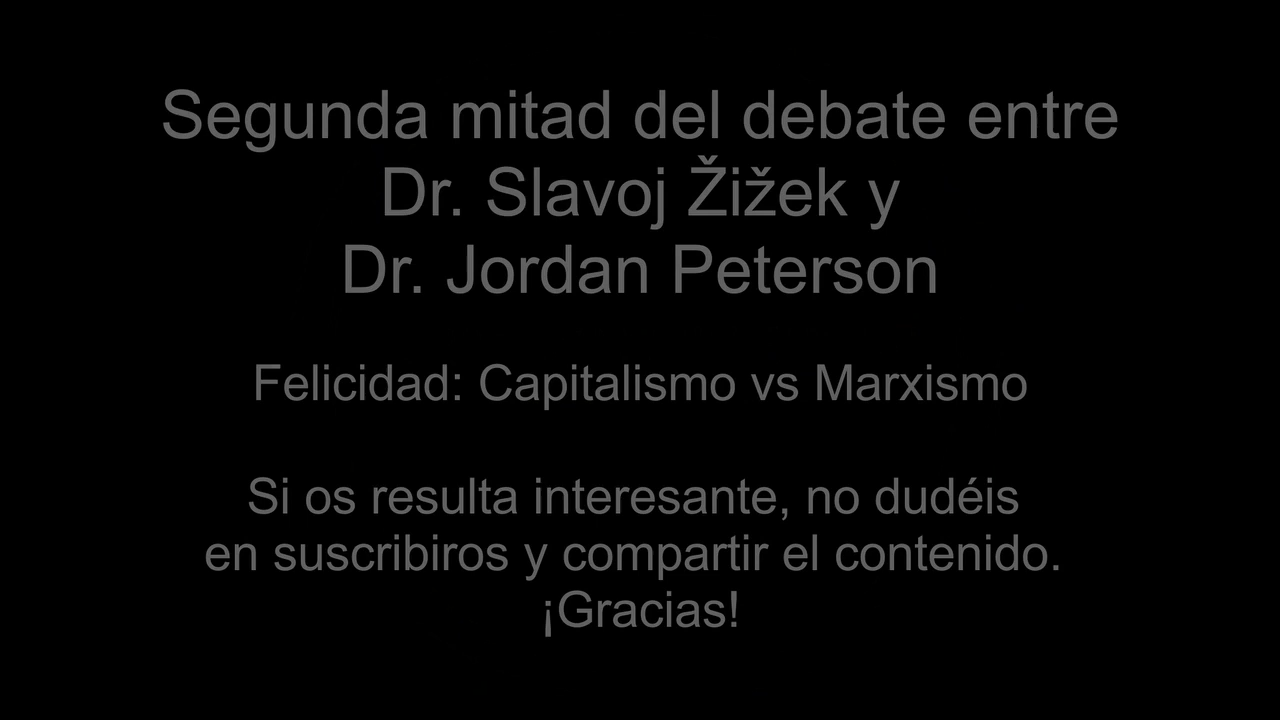 Segunda mitad del debate entre
Dr. Slavoj Žižek y
Dr. Jordan Peterson
Felicidad: Capitalismo vs Marxismo
Si os resulta interesante, no dudéis
en suscribiros y compartir el contenido.
¡Gracias!